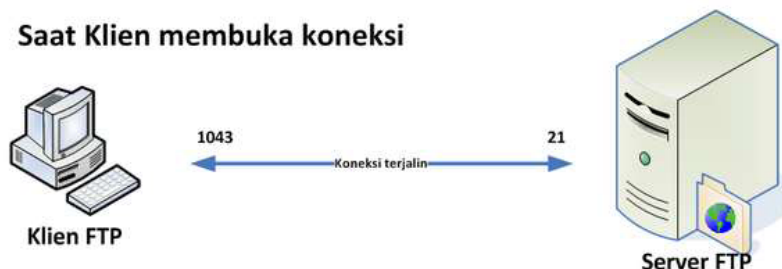 Saat Klien membuka koneksi
1043
21
Koneksi terjalin
Klien FTP
Server FTP